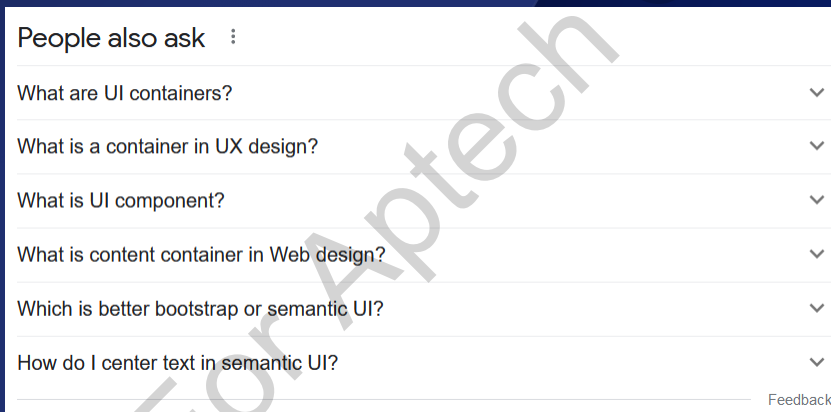 People also ask
What are UI containers?
What is a container in UX design?
What is UI component?
What is content container in Web design?
Which is better bootstrap or semantic UI?
How do I center text in semantic UI?
Feedback
For Aptech